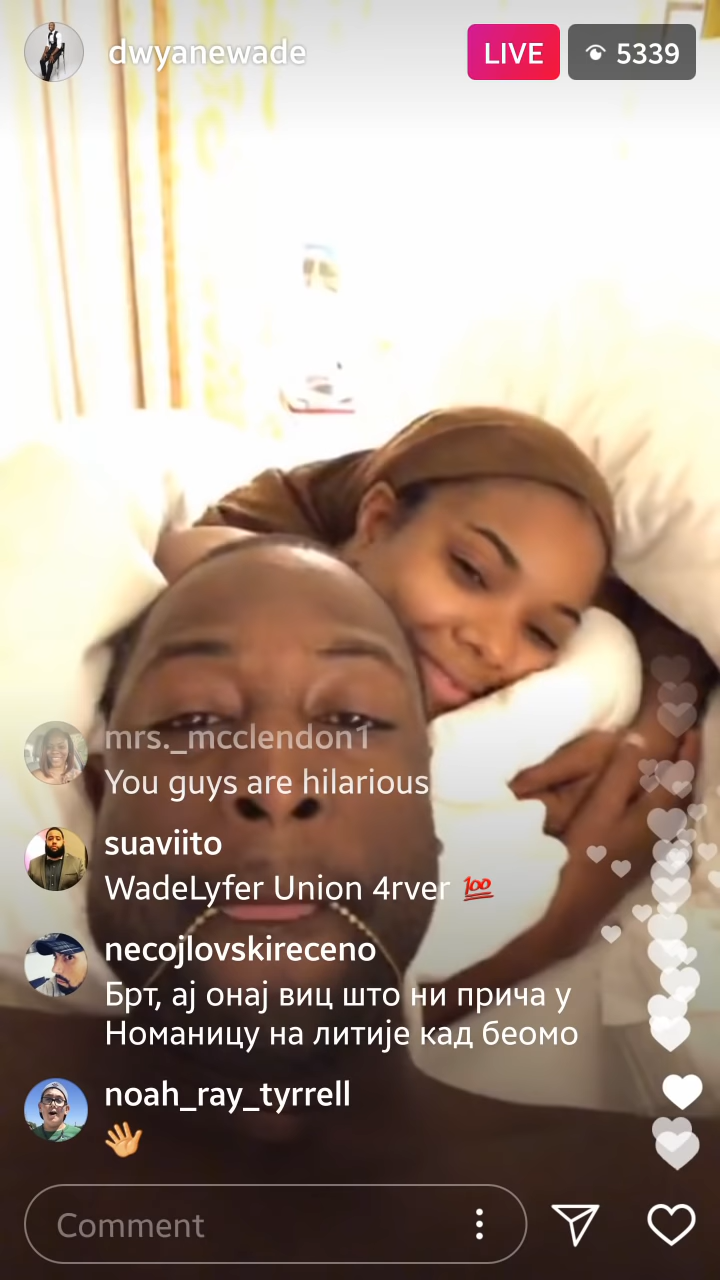 dwyanewade
LIVE
5339
mrs._mcclendon1
You guys are hilarious
suaviito
WadeLyfer Union 4rver 💯
necojlovskireceno
Брт, ај онај виц што ни прича у
Номаницу на литије кад беомо
noah_ray_tyrrell
👋
Comment